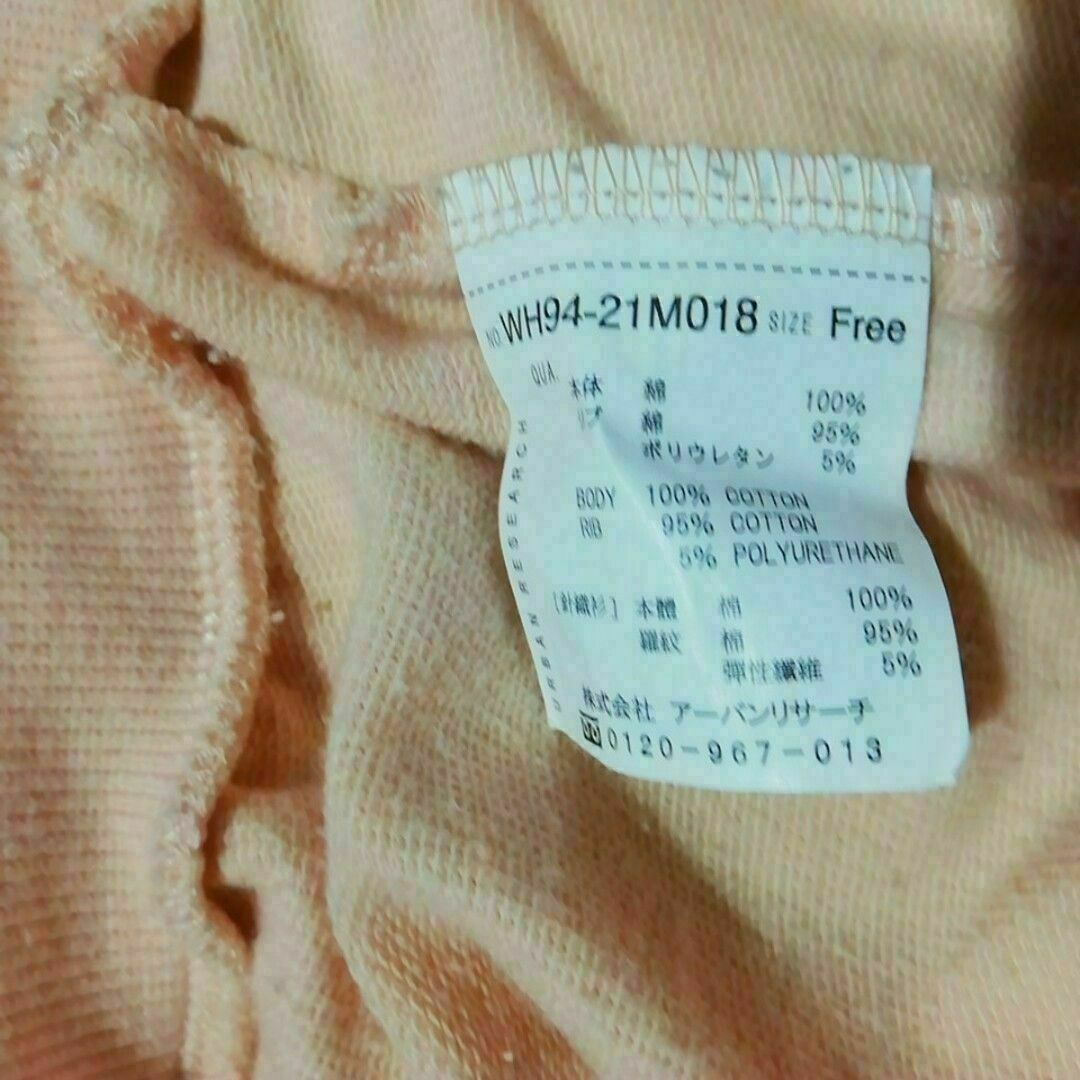 NO. WH94-21M018 SIZE Free
QUA. 本体 綿 100%
リブ 綿 95%
ポリウレタン 5%
BODY 100% COTTON
RIB 95% COTTON
5% POLYURETHANE
[針織衫] 本體 棉 100%
羅紋 棉 95%
弾性繊維 5%
株式会社 アーバンリサーチ
0120-967-013
URBAN RESEARCH